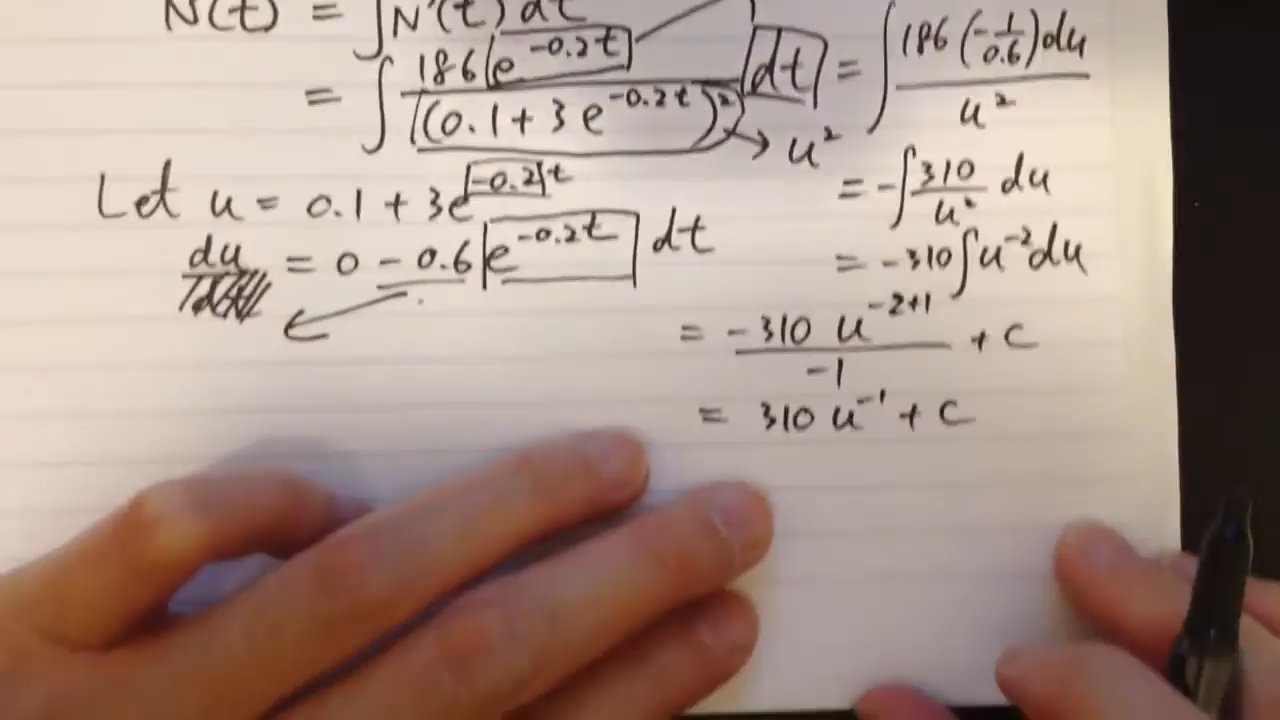 N(t) = ∫N'(t) dt
= ∫ 186 e^{-0.2t} / (0.1 + 3e^{-0.2t})² dt = ∫ 186 (-1/0.6) du / u²
→ u²
Let u = 0.1 + 3e^{-0.2t}
du = 0 - 0.6 e^{-0.2t} dt
= -∫ 310/u² du
= -310∫u^{-2}du
= -310 u^{-2+1} / -1 + C
= 310 u^{-1} + C